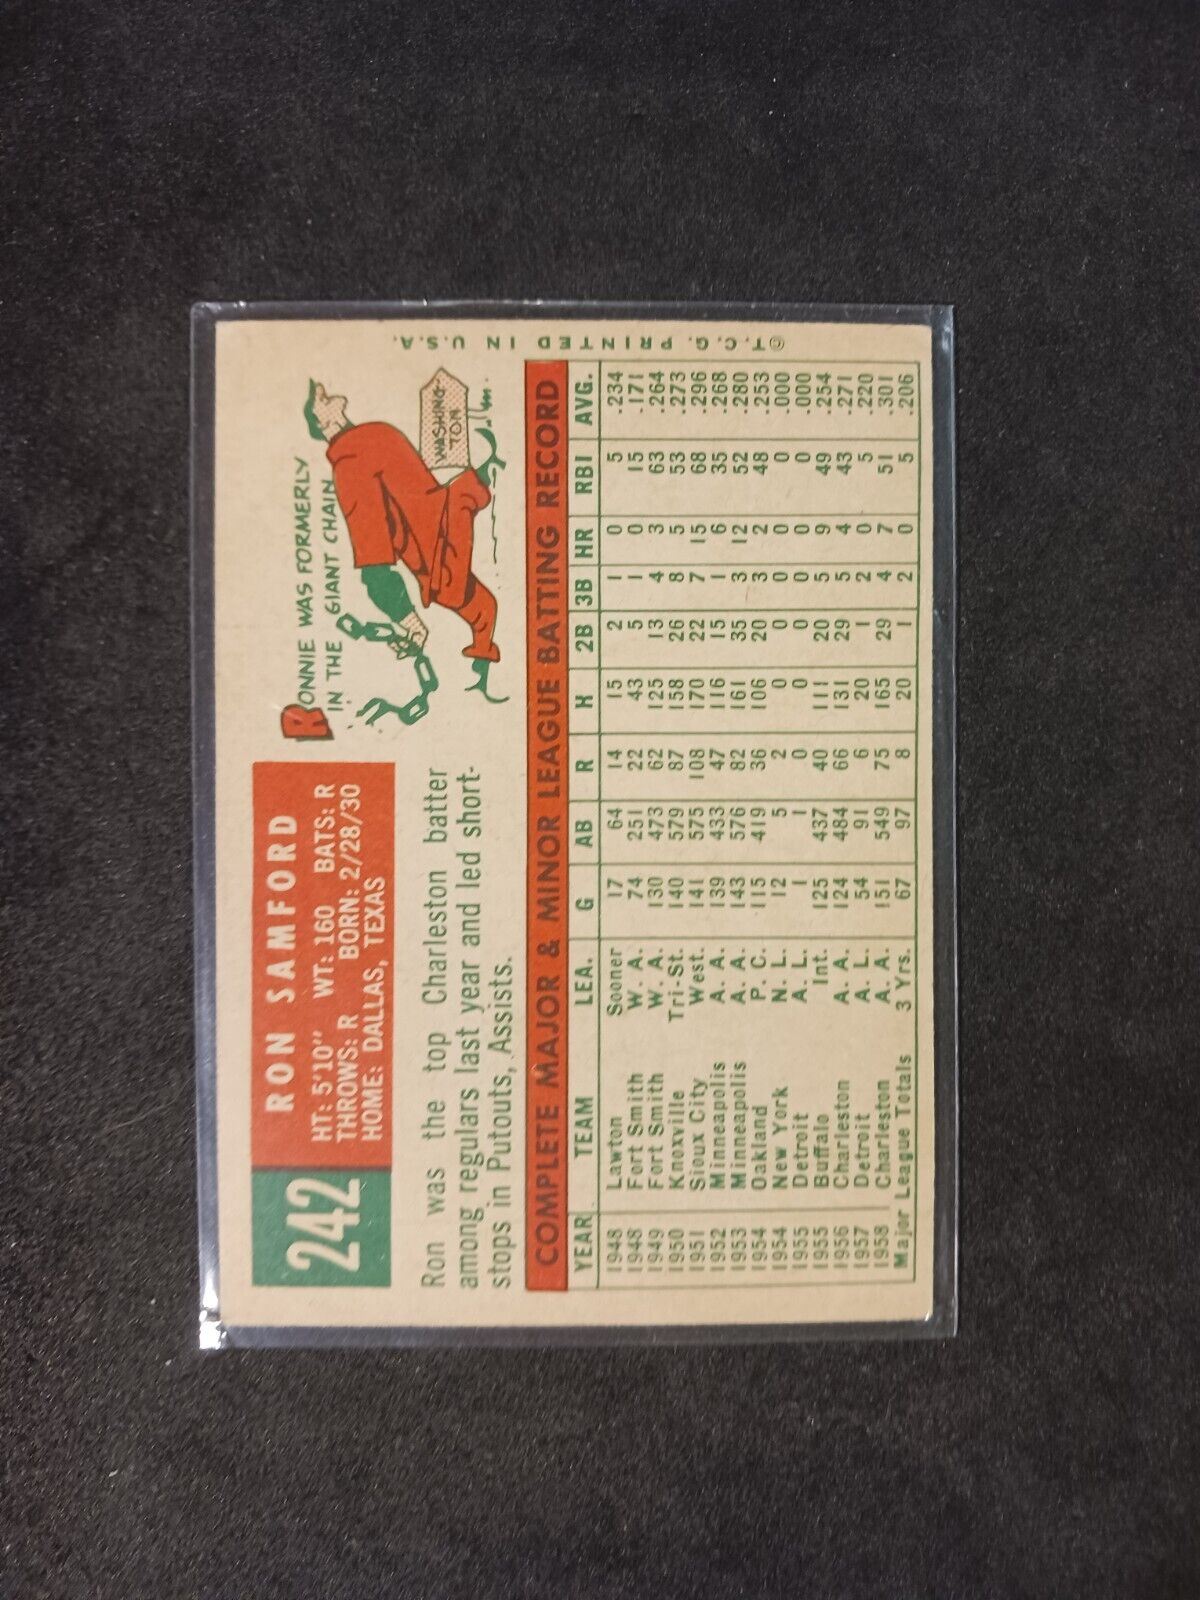 242
RON SAMFORD
HT: 5'10" WT: 160 BATS: R
THROWS: R BORN: 2/28/30
HOME: DALLAS, TEXAS
RONNIE WAS FORMERLY
IN THE GIANT CHAIN
WASHING-
TON
Ron was the top Charleston batter
among regulars last year and led short-
stops in Putouts, Assists.
COMPLETE MAJOR & MINOR LEAGUE BATTING RECORD
YEAR TEAM LEA. G AB R H 2B 3B HR RBI AVG.
1948 Lawton Sooner 17 64 14 15 2 1 0 5 .234
1948 Fort Smith W. A. 74 251 22 43 5 1 0 15 .171
1949 Fort Smith W. A. 130 473 62 125 13 4 3 63 .264
1950 Knoxville Tri-St. 140 579 87 158 26 8 5 53 .273
1951 Sioux City West. 141 575 108 170 22 7 15 68 .296
1952 Minneapolis A. A. 139 433 47 116 15 1 6 35 .268
1953 Minneapolis A. A. 143 576 82 161 35 3 12 52 .280
1954 Oakland P. C. 115 419 36 106 20 3 2 48 .253
1954 New York N. L. 12 5 2 0 0 0 0 0 .000
1955 Detroit A. L. 1 1 0 0 0 0 0 0 .000
1955 Buffalo Int. 125 437 40 111 20 5 9 49 .254
1956 Charleston A. A. 124 484 66 131 29 5 4 43 .271
1957 Detroit A. L. 54 91 6 20 1 2 0 5 .220
1958 Charleston A. A. 151 549 75 165 29 4 7 51 .301
Major League Totals 3 Yrs. 67 97 8 20 1 2 0 5 .206
© T. C. G. PRINTED IN U.S.A.